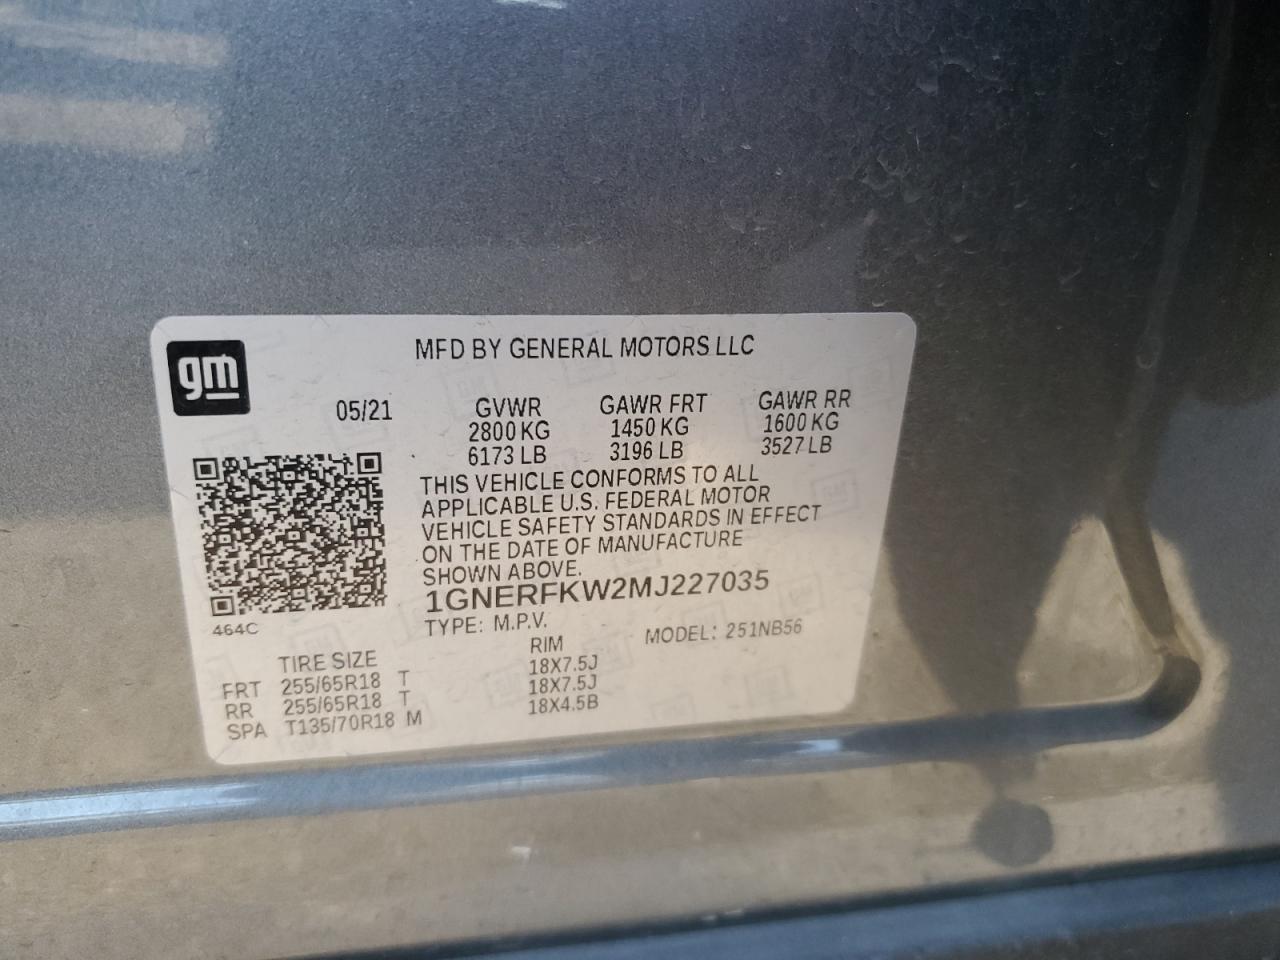 gm
MFD BY GENERAL MOTORS LLC
05/21 GVWR GAWR FRT GAWR RR
2800 KG 1450 KG 1600 KG
6173 LB 3196 LB 3527 LB
THIS VEHICLE CONFORMS TO ALL
APPLICABLE U.S. FEDERAL MOTOR
VEHICLE SAFETY STANDARDS IN EFFECT
ON THE DATE OF MANUFACTURE
SHOWN ABOVE.
1GNERFKW2MJ227035
464C
TYPE: M.P.V. MODEL: 251NB56
TIRE SIZE RIM
FRT 255/65R18 T 18X7.5J
RR 255/65R18 T 18X7.5J
SPA T135/70R18 M 18X4.5B